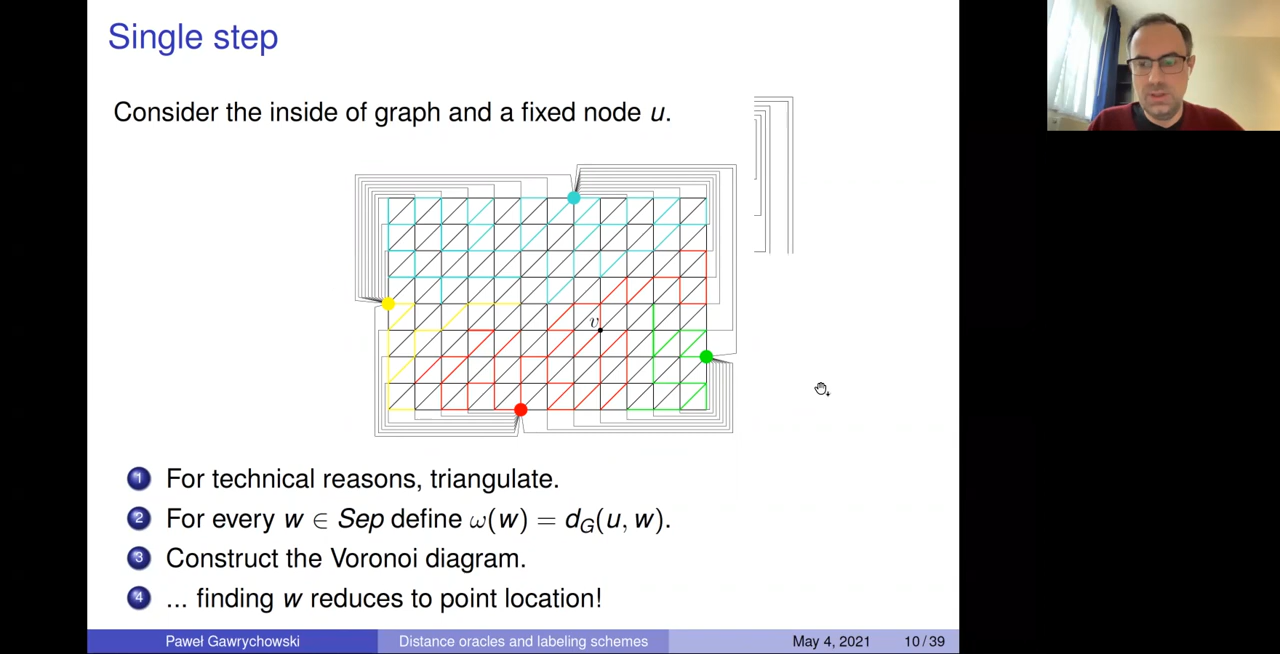 Single step
Consider the inside of graph and a fixed node u.
v
1 For technical reasons, triangulate.
2 For every w ∈ Sep define ω(w) = d_G(u, w).
3 Construct the Voronoi diagram.
4 ... finding w reduces to point location!
Paweł Gawrychowski Distance oracles and labeling schemes May 4, 2021 10 / 39